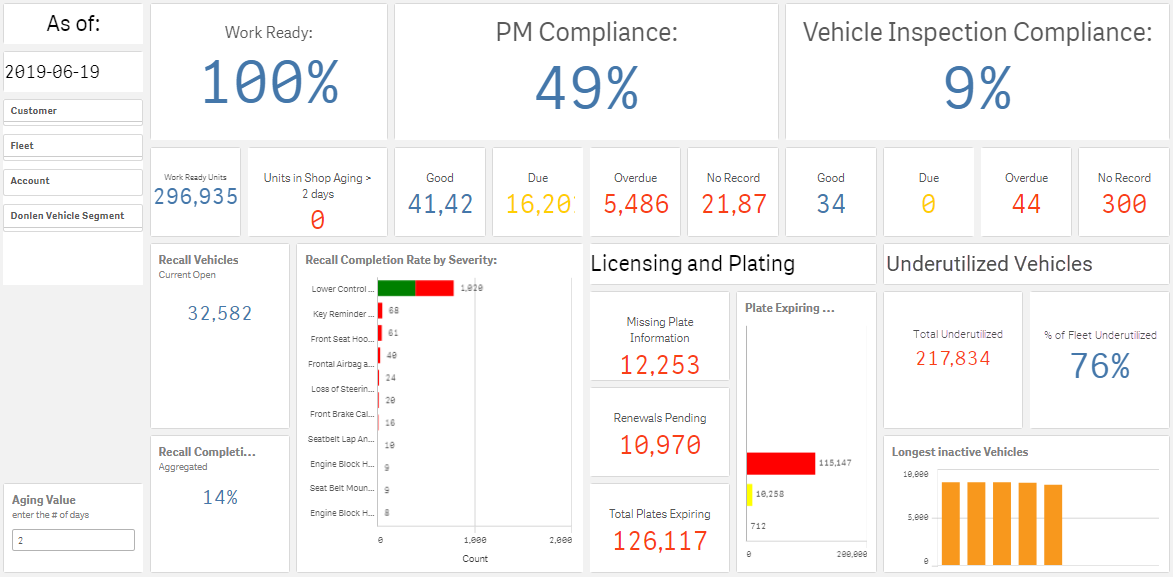 As of:
2019-06-19
Customer
Fleet
Account
Donlen Vehicle Segment
Aging Value
enter the # of days
2
Work Ready:
100%
PM Compliance:
49%
Vehicle Inspection Compliance:
9%
Work Ready Units
296,935
Units in Shop Aging >
2 days
0
Good
41,42
Due
16,20
Overdue
5,486
No Record
21,87
Good
34
Due
0
Overdue
44
No Record
300
Recall Vehicles
Current Open
32,582
Recall Completi...
Aggregated
14%
Recall Completion Rate by Severity:
Lower Control ...
1,020
Key Reminder ...
68
Front Seat Hoo...
61
Frontal Airbag a...
40
Loss of Steerin...
24
Front Brake Cal...
20
16
Seatbelt Lap An...
10
Engine Block H...
9
Seat Belt Moun...
9
Engine Block H...
8
0
1,000
2,000
Count
Licensing and Plating
Missing Plate
Information
12,253
Renewals Pending
10,970
Total Plates Expiring
126,117
Plate Expiring ...
115,147
10,258
712
0
200,000
Underutilized Vehicles
Total Underutilized
217,834
% of Fleet Underutilized
76%
Longest inactive Vehicles
10,000
5,000
0